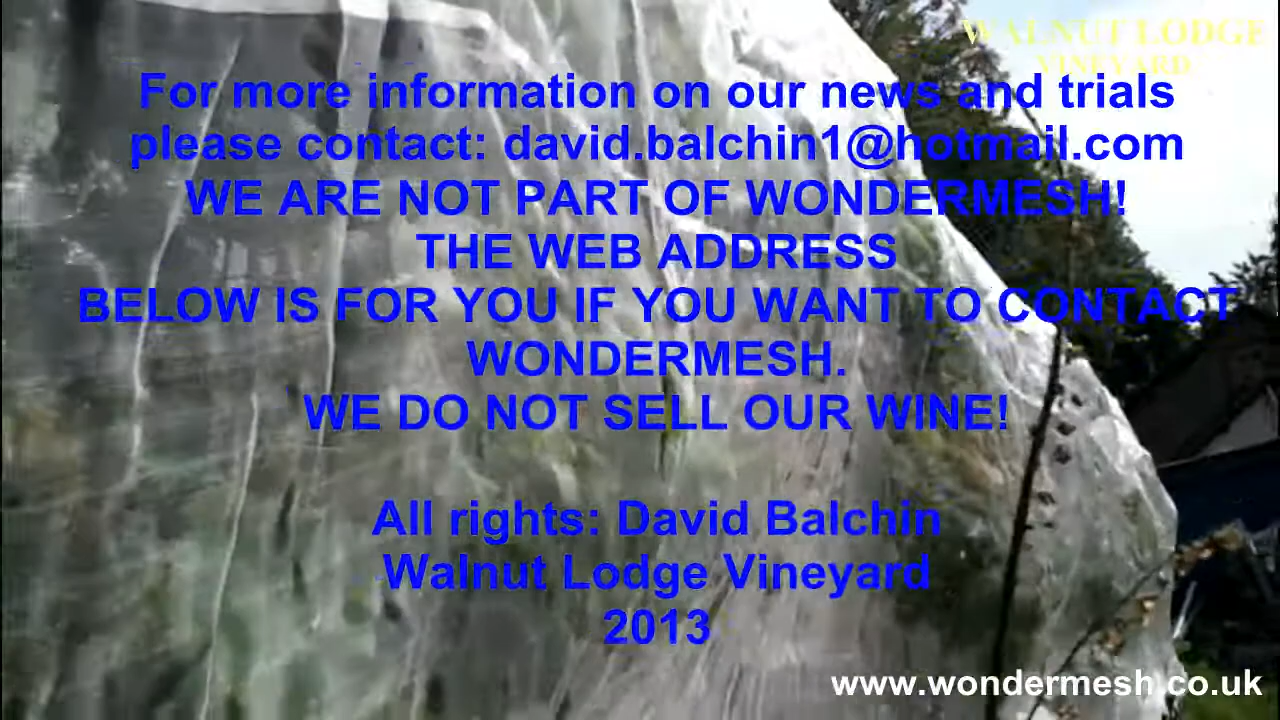 WALNUT LODGE
VINEYARD
For more information on our news and trials
please contact: david.balchin1@hotmail.com
WE ARE NOT PART OF WONDERMESH!
THE WEB ADDRESS
BELOW IS FOR YOU IF YOU WANT TO CONTACT
WONDERMESH.
WE DO NOT SELL OUR WINE!
All rights: David Balchin
Walnut Lodge Vineyard
2013
www.wondermesh.co.uk